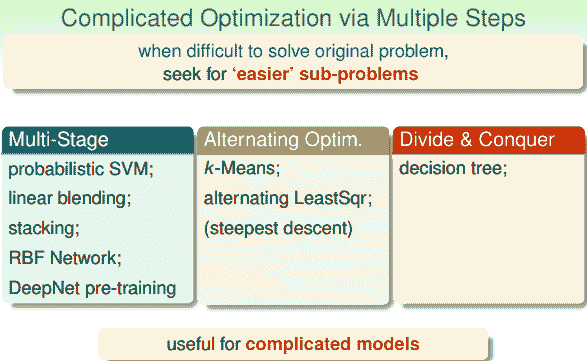 Complicated Optimization via Multiple Steps
when difficult to solve original problem,
seek for ‘easier’ sub-problems
Multi-Stage
probabilistic SVM;
linear blending;
stacking;
RBF Network;
DeepNet pre-training
Alternating Optim.
k-Means;
alternating LeastSqr;
(steepest descent)
Divide & Conquer
decision tree;
useful for complicated models